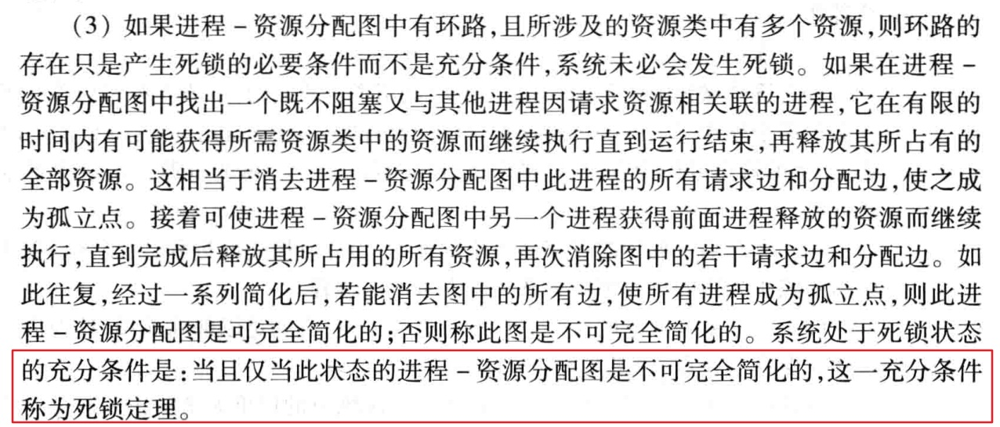 （3）如果进程－资源分配图中有环路，且所涉及的资源类中有多个资源，则环路的
存在只是产生死锁的必要条件而不是充分条件，系统未必会发生死锁。如果在进程－
资源分配图中找出一个既不阻塞又与其他进程因请求资源相关联的进程，它在有限的
时间内有可能获得所需资源类中的资源而继续执行直到运行结束，再释放其所占有的
全部资源。这相当于消去进程－资源分配图中此进程的所有请求边和分配边，使之成
为孤立点。接着可使进程－资源分配图中另一个进程获得前面进程释放的资源而继续
执行，直到完成后释放其所占用的所有资源，再次消除图中的若干请求边和分配边。如
此往复，经过一系列简化后，若能消去图中的所有边，使所有进程成为孤立点，则此进
程－资源分配图是可完全简化的；否则称此图是不可完全简化的。系统处于死锁状态
的充分条件是：当且仅当此状态的进程－资源分配图是不可完全简化的，这一充分条件
称为死锁定理。